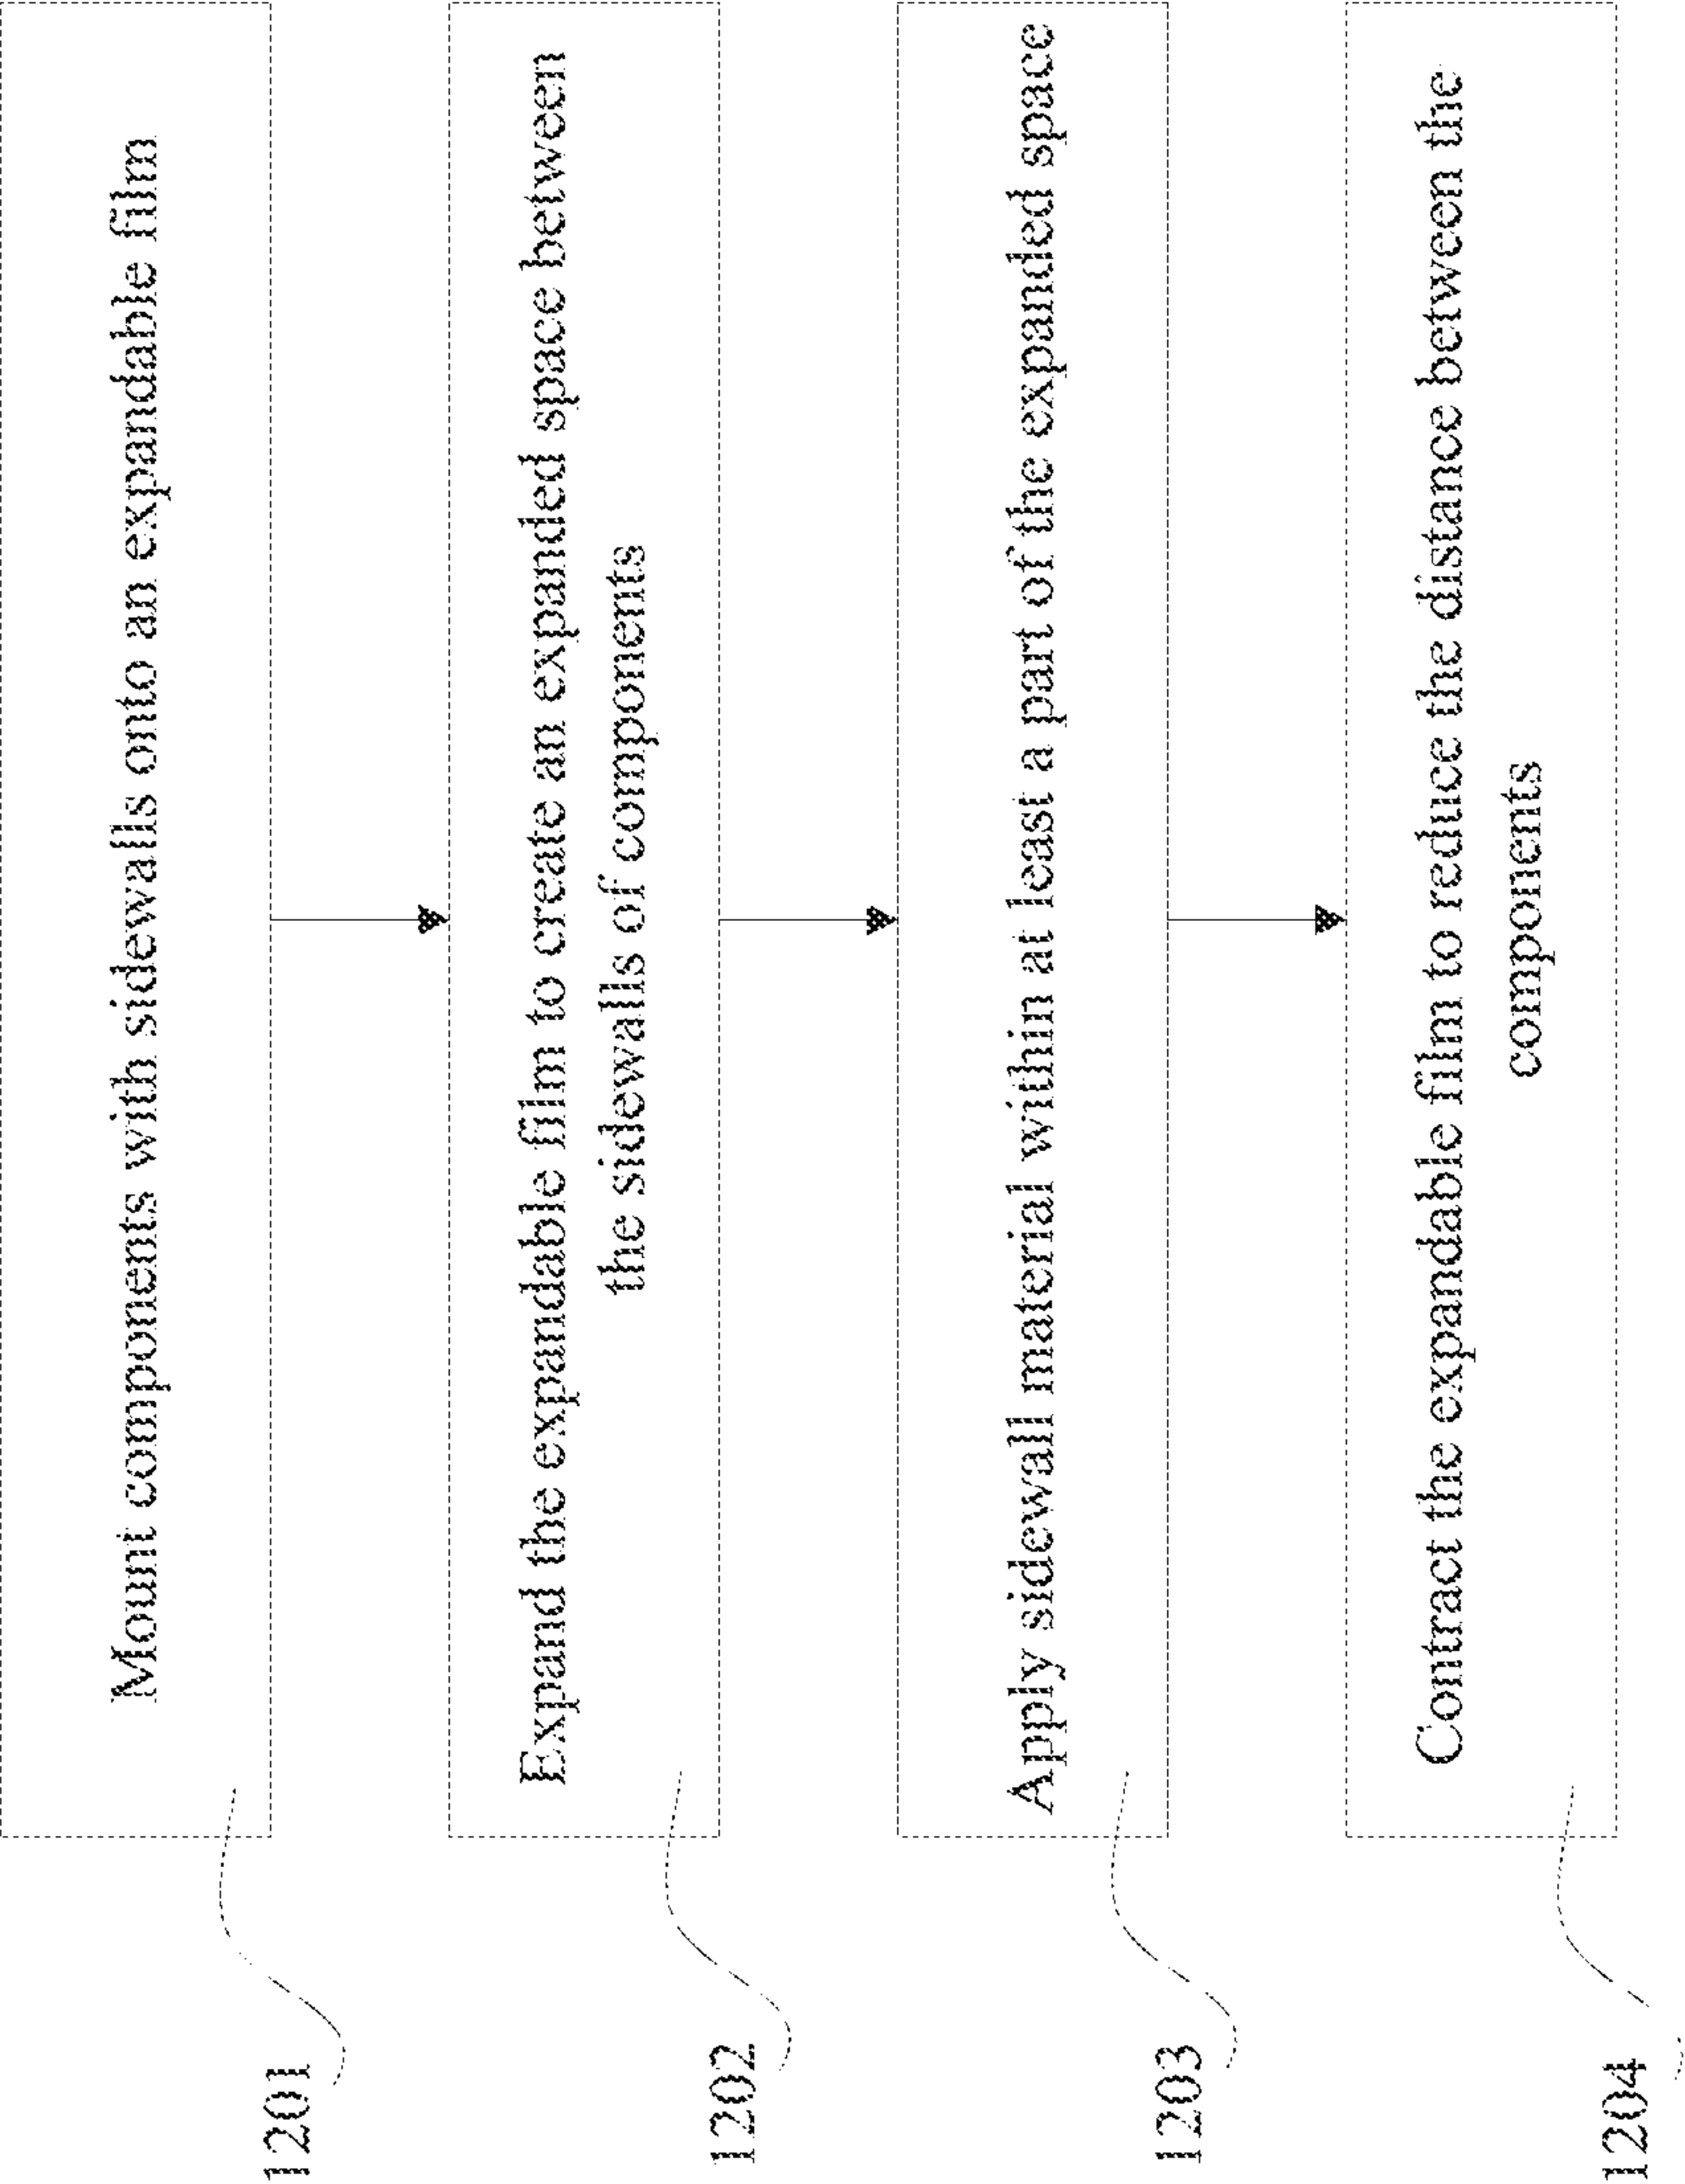 1201
Mount components with sidewalls onto an expandable film
1202
Expand the expandable film to create an expanded space between
the sidewalls of components
1203
Apply sidewall material within at least a part of the expanded space
1204
Contract the expandable film to reduce the distance between the
components